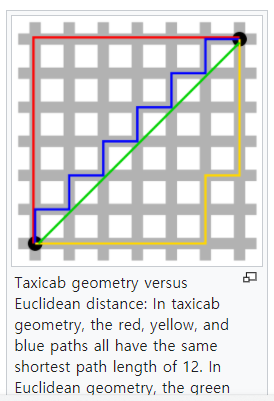 Taxicab geometry versus
Euclidean distance: In taxicab
geometry, the red, yellow, and
blue paths all have the same
shortest path length of 12. In
Euclidean geometry, the green